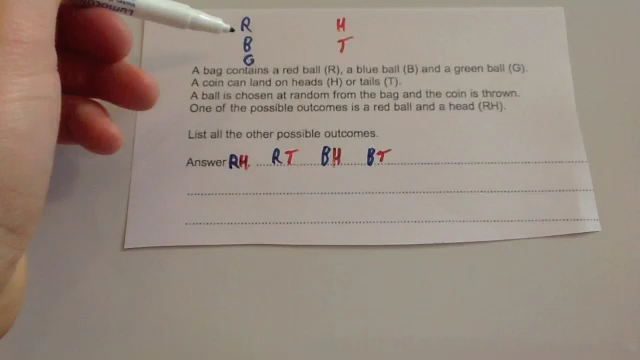 R H
B T
G
A bag contains a red ball (R), a blue ball (B) and a green ball (G).
A coin can land on heads (H) or tails (T).
A ball is chosen at random from the bag and the coin is thrown.
One of the possible outcomes is a red ball and a head (RH).
List all the other possible outcomes.
Answer RH RT BH BT